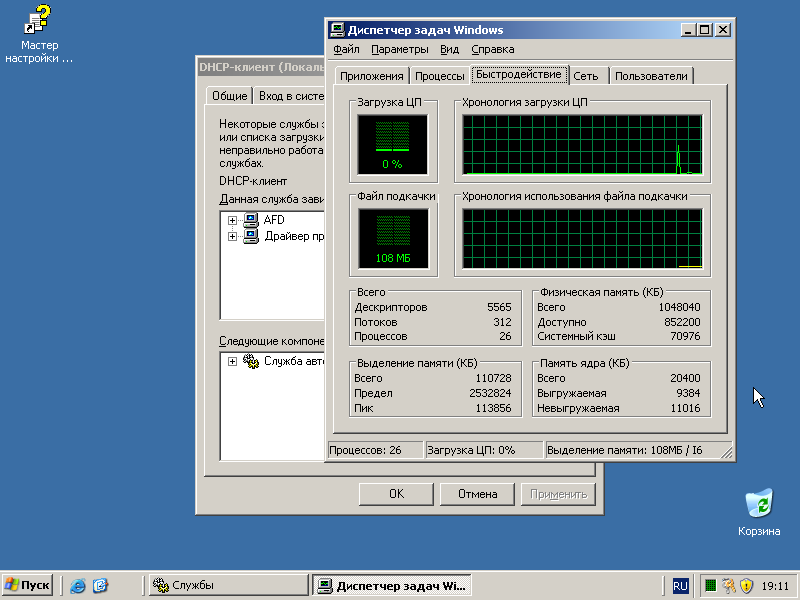 Мастер
настройки ...
Диспетчер задач Windows
Файл Параметры Вид Справка
Приложения Процессы Быстродействие Сеть Пользователи
Загрузка ЦП
0 %
Хронология загрузки ЦП
Файл подкачки
108 МБ
Хронология использования файла подкачки
Всего
Дескрипторов 5565
Потоков 312
Процессов 26
Физическая память (КБ)
Всего 1048040
Доступно 852200
Системный кэш 70976
Выделение памяти (КБ)
Всего 110728
Предел 2532824
Пик 113856
Память ядра (КБ)
Всего 20400
Выгружаемая 9384
Невыгружаемая 11016
Процессов: 26 Загрузка ЦП: 0% Выделение памяти: 108МБ / Iб
DHCP-клиент (Локаль
Общие Вход в систе
Некоторые службы з
или списка загрузки
неправильно работа
службах.
DHCP-клиент
Данная служба зави
AFD
Драйвер пр
Следующие компоне
Служба авто
ОК Отмена Применить
Корзина
Пуск Службы Диспетчер задач Wi... RU 19:11